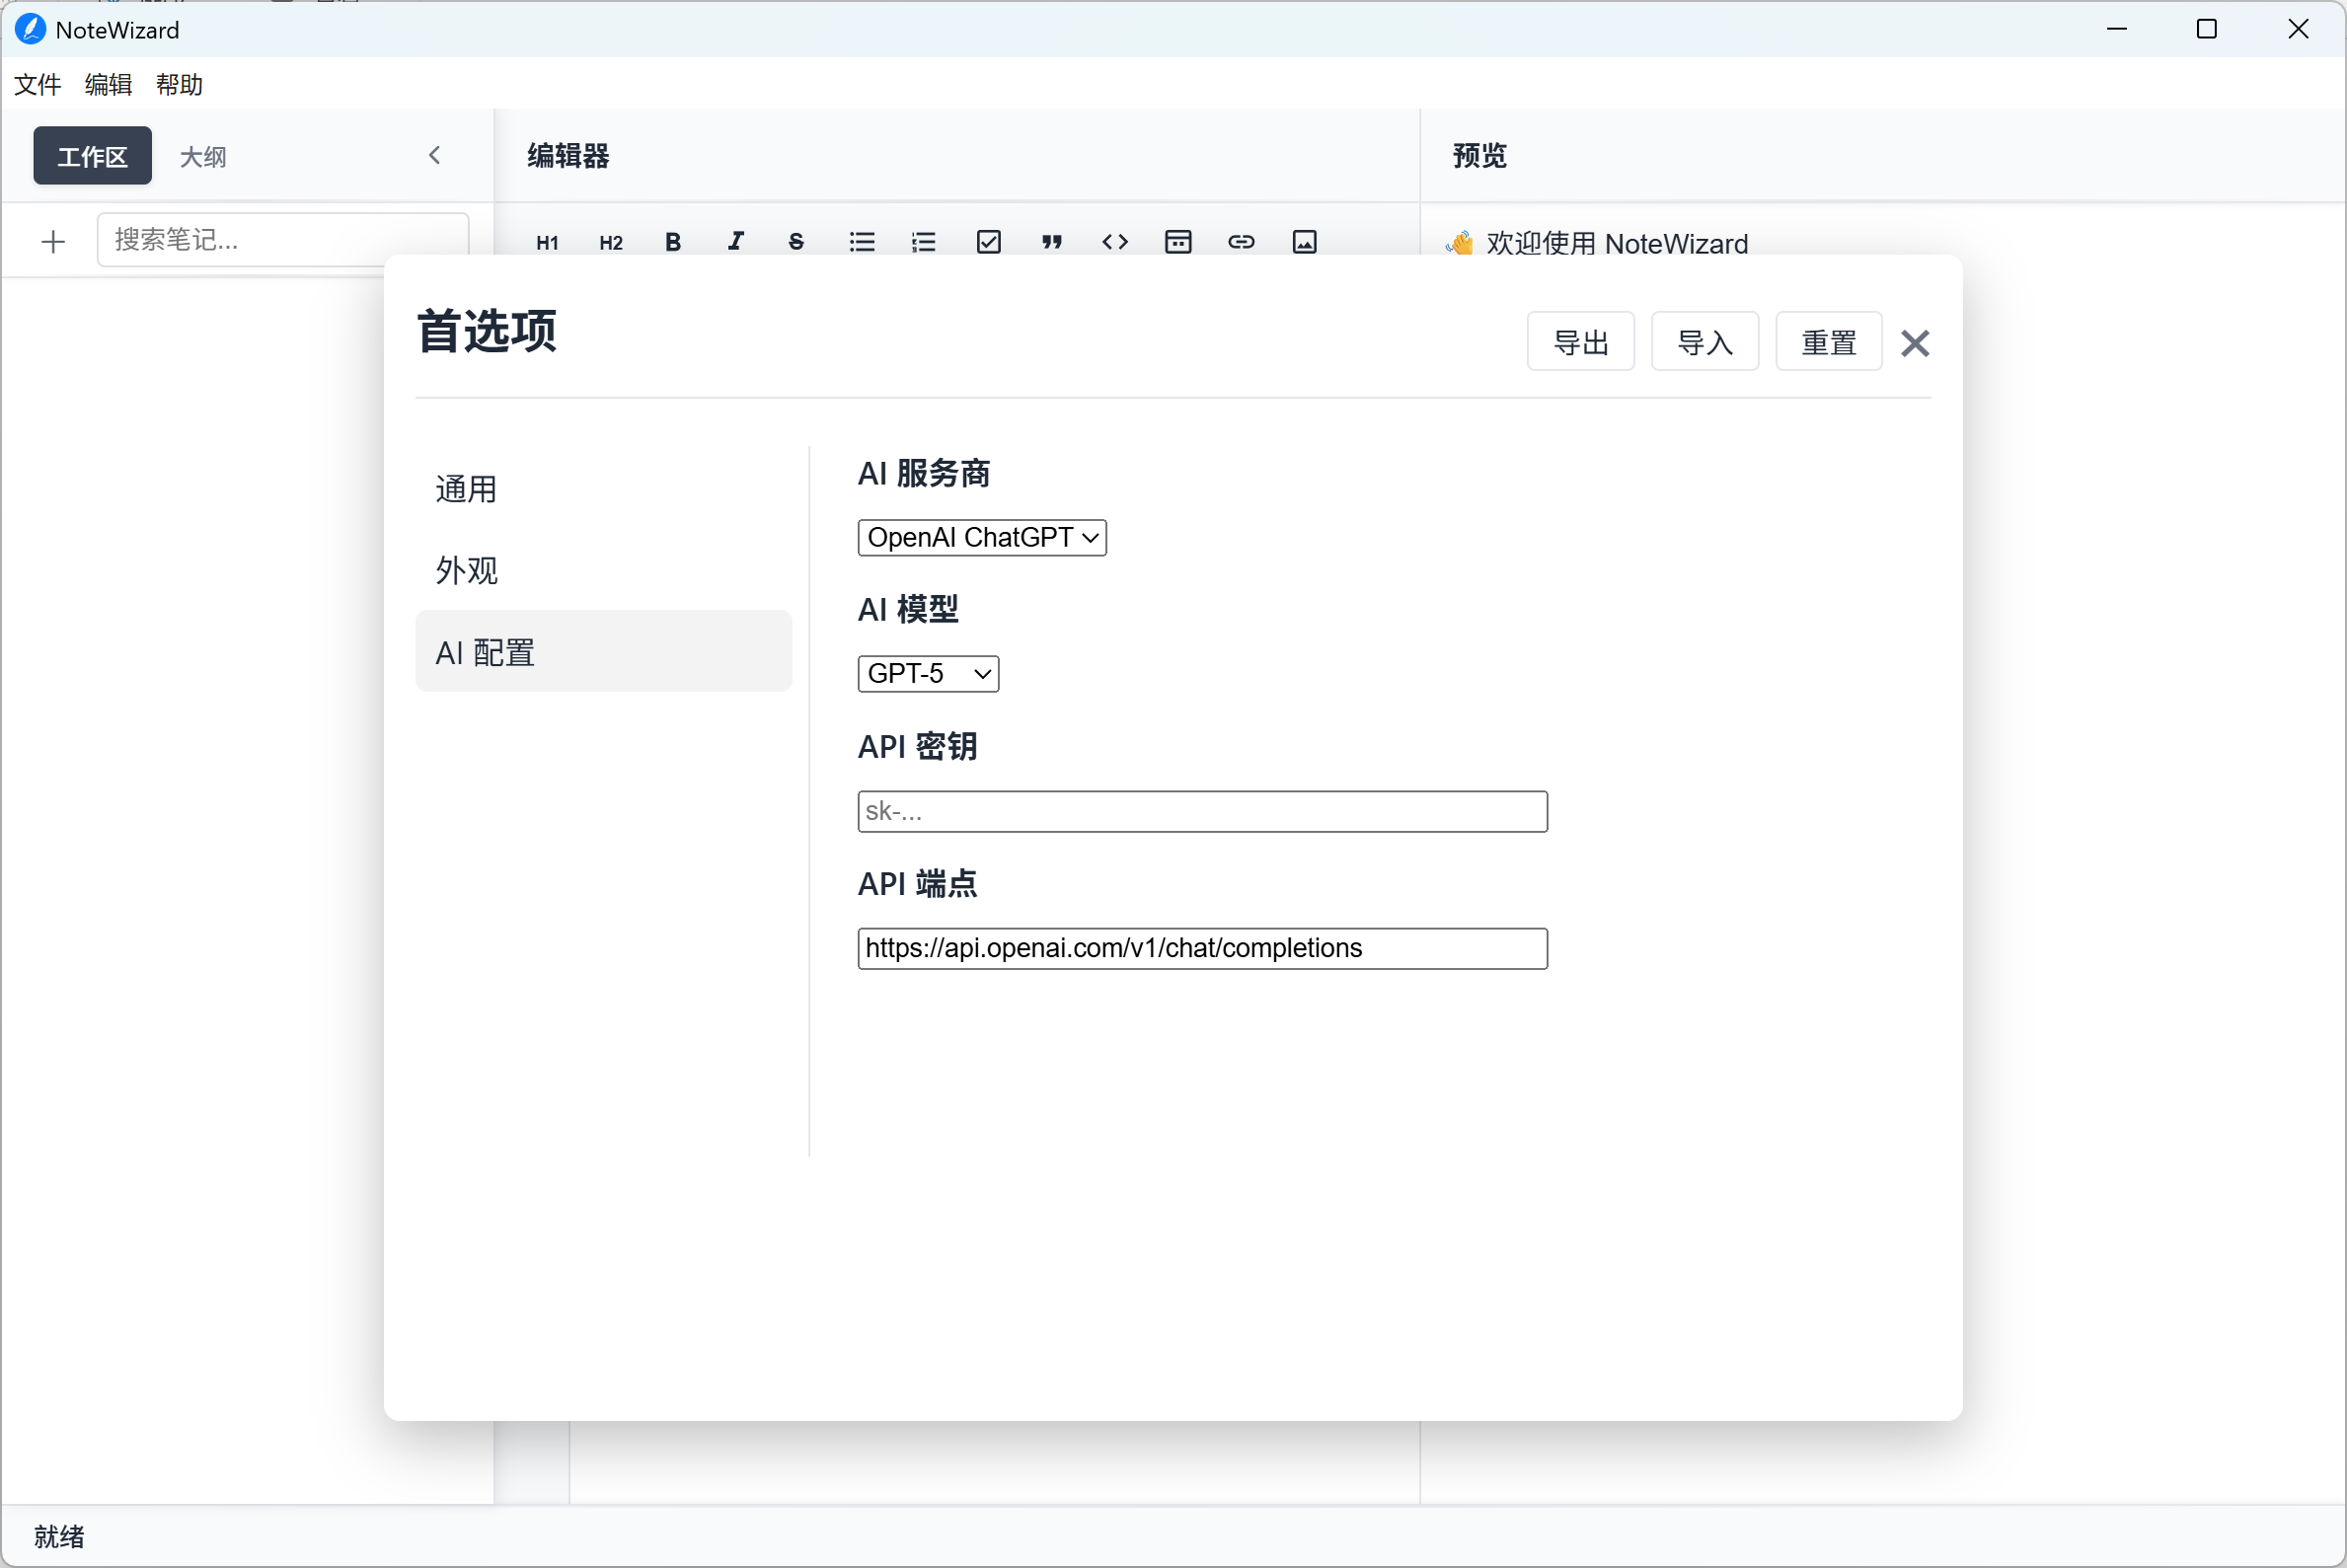 NoteWizard
文件 编辑 帮助
工作区 大纲
编辑器
预览
搜索笔记...
H1 H2 B I S
👋 欢迎使用 NoteWizard
首选项
导出 导入 重置
通用
外观
AI 配置
AI 服务商
OpenAI ChatGPT
AI 模型
GPT-5
API 密钥
sk-...
API 端点
https://api.openai.com/v1/chat/completions
就绪